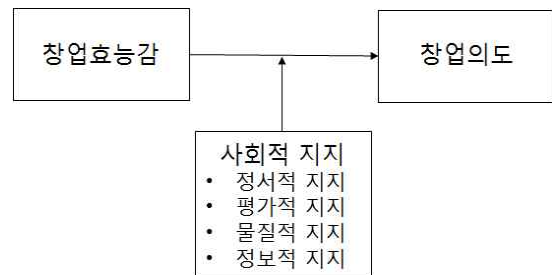 창업효능감
창업의도
사회적 지지
• 정서적 지지
• 평가적 지지
• 물질적 지지
• 정보적 지지